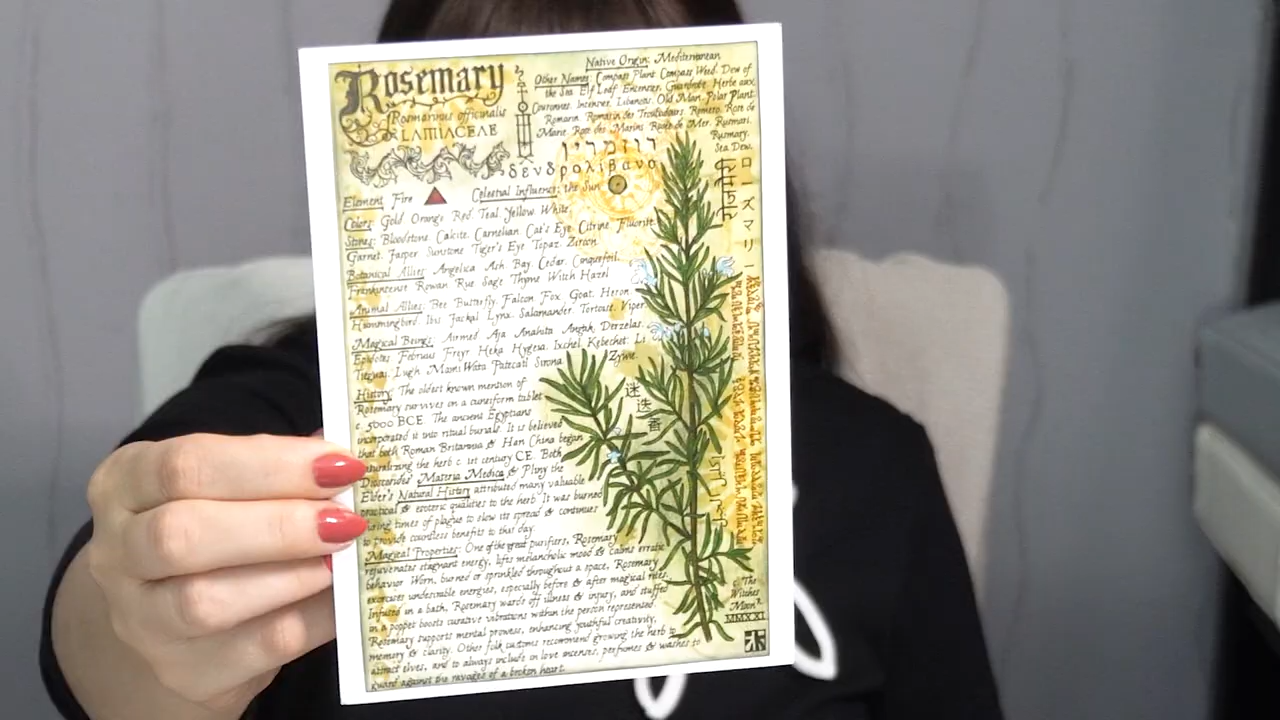 Rosemary
Rosmarinus officinalis
LAMIACEAE
Native Origin: Mediterranean
Other Names: Compass Plant. Compass Weed. Dew of
the Sea. Elf Leaf. Encensier. Guardrobe. Herbe aux
Couronnes. Incensier. Libanotis. Old Man. Polar Plant.
Romarin. Romarin des Troubadours. Romero. Rose de
Marie. Rose des Marins. Rosée de Mer. Rusmari.
Rusmary.
Sea Dew.
רוזמרין
δενδρολίβανο
Element: Fire
Celestial Influence: the Sun
Colors: Gold. Orange. Red. Teal. Yellow. White.
Stones: Bloodstone. Calcite. Carnelian. Cat's Eye. Citrine. Fluorite.
Garnet. Jasper. Sunstone. Tiger's Eye. Topaz. Zircon.
Botanical Allies: Angelica. Ash. Bay. Cedar. Cinquefoil.
Frankincense. Rowan. Rue. Sage. Thyme. Witch Hazel
Animal Allies: Bee. Butterfly. Falcon. Fox. Goat. Heron.
Hummingbird. Ibis. Jackal. Lynx. Salamander. Tortoise. Viper
Magical Beings: Airmed. Aja. Anahita. Angak. Derzelas.
Epidotes. Februus. Freyr. Heka. Hygeia. Ixchel. Kebechet. Li
Tieguai. Lugh. Mami Wata. Patecatl. Sirona. Zywie.
History: The oldest known mention of
Rosemary survives on a cuneiform tablet
c. 5000 BCE. The ancient Egyptians
incorporated it into ritual burials. It is believed
that both Roman Britannia & Han China began
naturalizing the herb c. 1st century CE. Both
Dioscorides' Materia Medica & Pliny the
Elder's Natural History attributed many valuable
practical & esoteric qualities to the herb. It was burned
during times of plague to slow its spread & continues
to provide countless benefits to this day.
Magical Properties: One of the great purifiers, Rosemary
rejuvenates stagnant energy, lifts melancholic mood & calms erratic
behavior. Worn, burned or sprinkled throughout a space, Rosemary
exorcises undesirable energies, especially before & after magical rites.
Infused in a bath, Rosemary wards off illness & injury, and stuffed
in a poppet boosts curative vibrations within the person represented.
Rosemary supports mental prowess, enhancing youthful creativity,
memory & clarity. Other folk customs recommend growing the herb to
attract elves, and to always include in love incenses, perfumes & washes to
guard against the ravages of a broken heart.
ローズマリー
迷迭香
© The
Witches
Moon
MMXXI